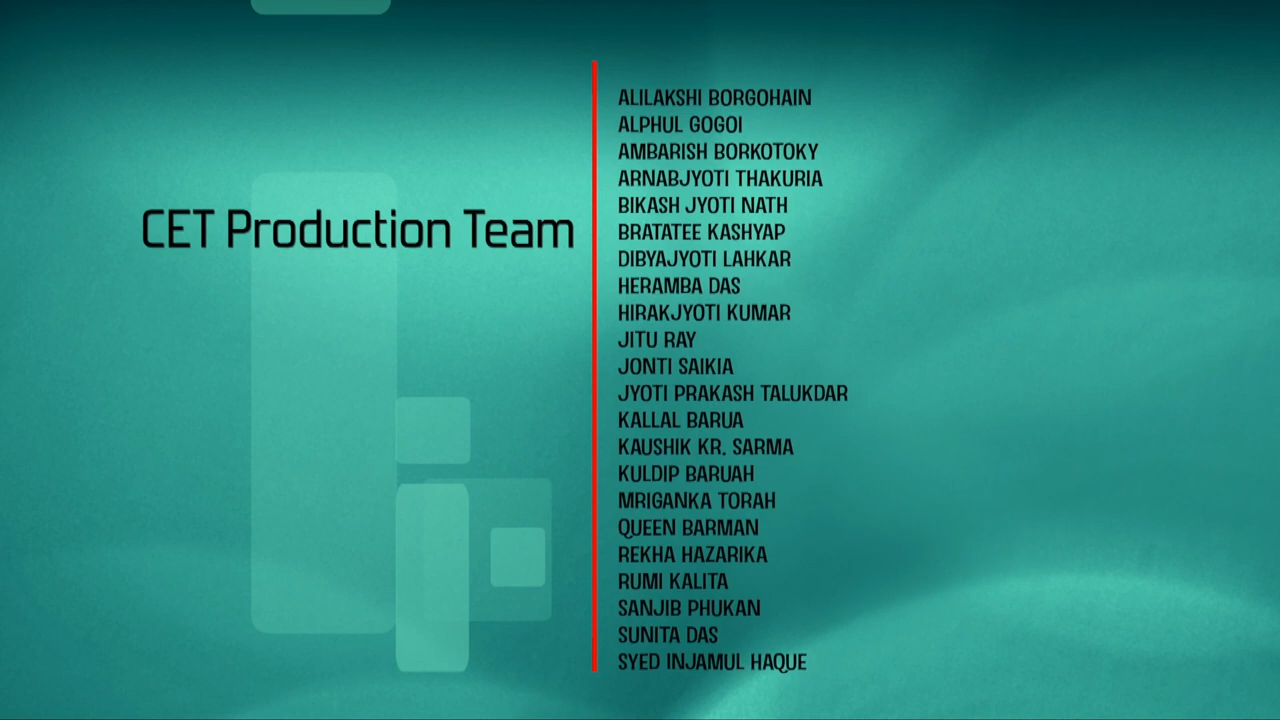 CET Production Team
ALILAKSHI BORGOHAIN
ALPHUL GOGOI
AMBARISH BORKOTOKY
ARNABJYOTI THAKURIA
BIKASH JYOTI NATH
BRATATEE KASHYAP
DIBYAJYOTI LAHKAR
HERAMBA DAS
HIRAKJYOTI KUMAR
JITU RAY
JONTI SAIKIA
JYOTI PRAKASH TALUKDAR
KALLAL BARUA
KAUSHIK KR. SARMA
KULDIP BARUAH
MRIGANKA TORAH
QUEEN BARMAN
REKHA HAZARIKA
RUMI KALITA
SANJIB PHUKAN
SUNITA DAS
SYED INJAMUL HAQUE